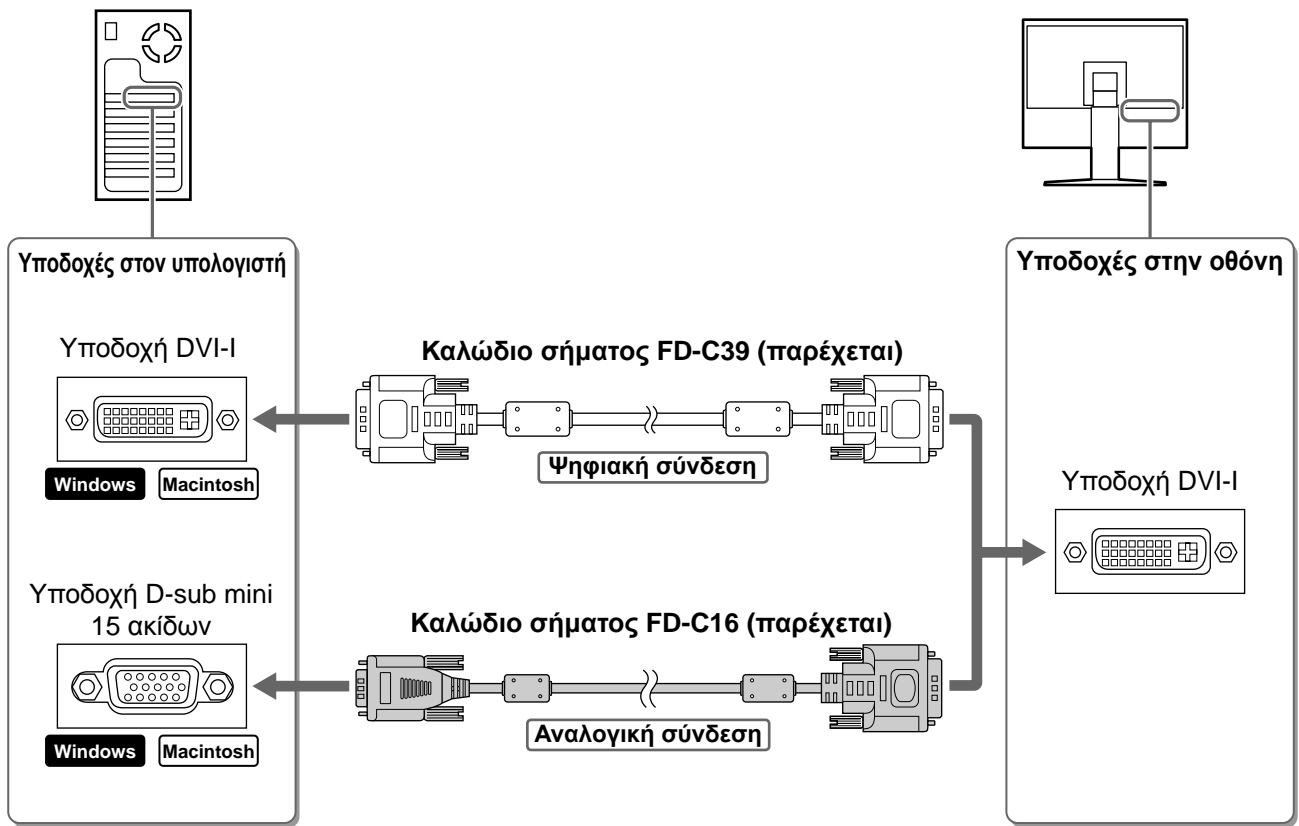 Υποδοχές στον υπολογιστή
Υποδοχή DVI-I
Windows Macintosh
Υποδοχή D-sub mini
15 ακίδων
Windows Macintosh
Καλώδιο σήματος FD-C39 (παρέχεται)
Ψηφιακή σύνδεση
Καλώδιο σήματος FD-C16 (παρέχεται)
Αναλογική σύνδεση
Υποδοχές στην οθόνη
Υποδοχή DVI-I